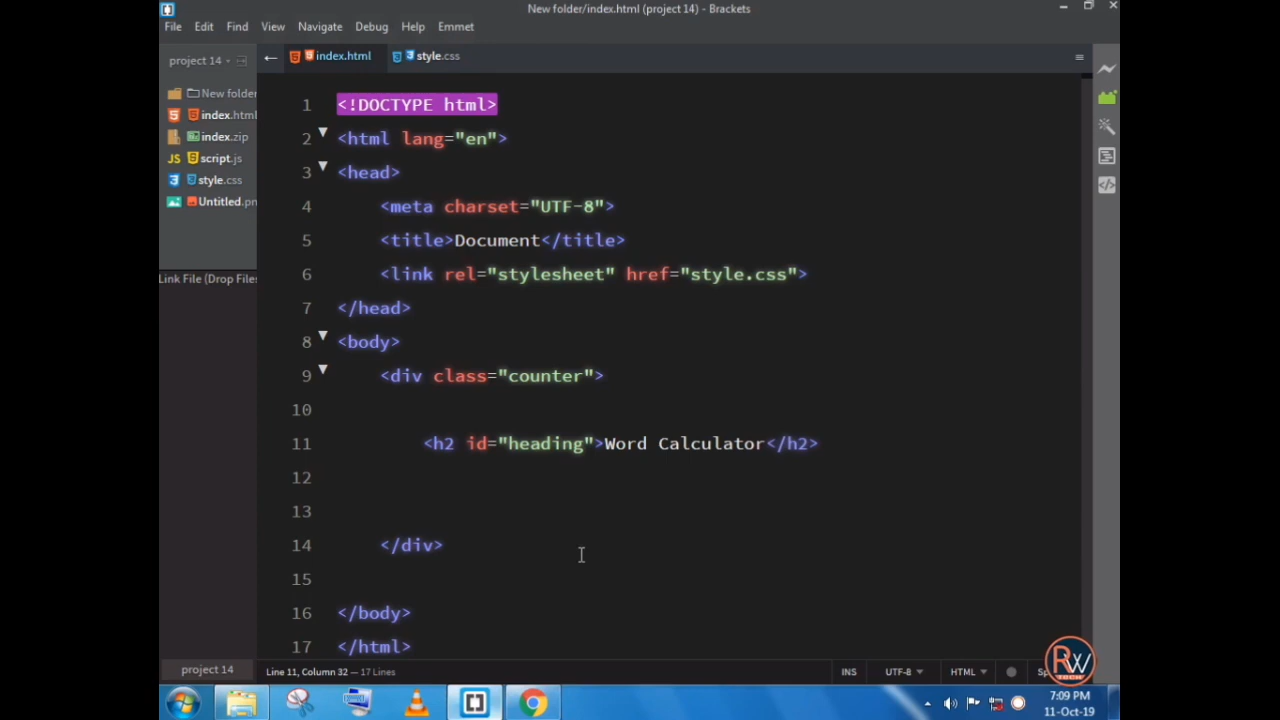 New folder/index.html (project 14) - Brackets
File Edit Find View Navigate Debug Help Emmet
project 14
index.html
style.css
New folder
index.html
index.zip
script.js
style.css
Untitled.pn
Link File (Drop Files
1 <!DOCTYPE html>
2 <html lang="en">
3 <head>
4 <meta charset="UTF-8">
5 <title>Document</title>
6 <link rel="stylesheet" href="style.css">
7 </head>
8 <body>
9 <div class="counter">
10
11 <h2 id="heading">Word Calculator</h2>
12
13
14 </div>
15
16 </body>
17 </html>
project 14
Line 11, Column 32 — 17 Lines
INS UTF-8 HTML Sp
RW
TECH
7:09 PM
11-Oct-19